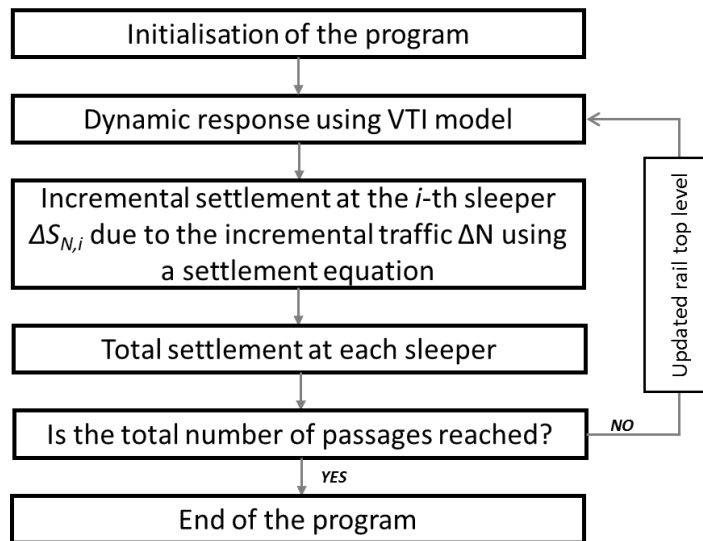 Initialisation of the program
Dynamic response using VTI model
Incremental settlement at the i-th sleeper
ΔS_{N,i} due to the incremental traffic ΔN using
a settlement equation
Total settlement at each sleeper
Is the total number of passages reached?
NO
Updated rail top level
YES
End of the program